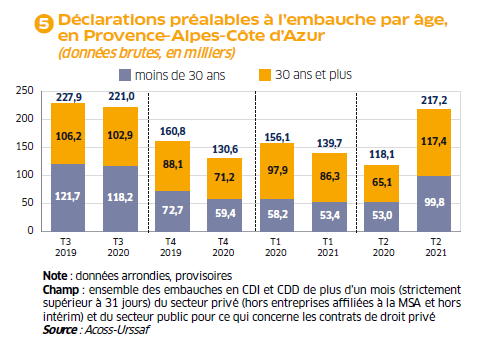 5 Déclarations préalables à l'embauche par âge,
en Provence-Alpes-Côte d'Azur
(données brutes, en milliers)
moins de 30 ans 30 ans et plus
250
200
150
100
50
0
227,9 221,0 160,8 130,6 156,1 139,7 118,1 217,2
106,2 102,9 88,1 71,2 97,9 86,3 65,1 117,4
121,7 118,2 72,7 59,4 58,2 53,4 53,0 99,8
T3 T3 T4 T4 T1 T1 T2 T2
2019 2020 2019 2020 2020 2021 2020 2021
Note : données arrondies, provisoires
Champ : ensemble des embauches en CDI et CDD de plus d'un mois (strictement
supérieur à 31 jours) du secteur privé (hors entreprises affiliées à la MSA et hors
intérim) et du secteur public pour ce qui concerne les contrats de droit privé
Source : Acoss-Urssaf